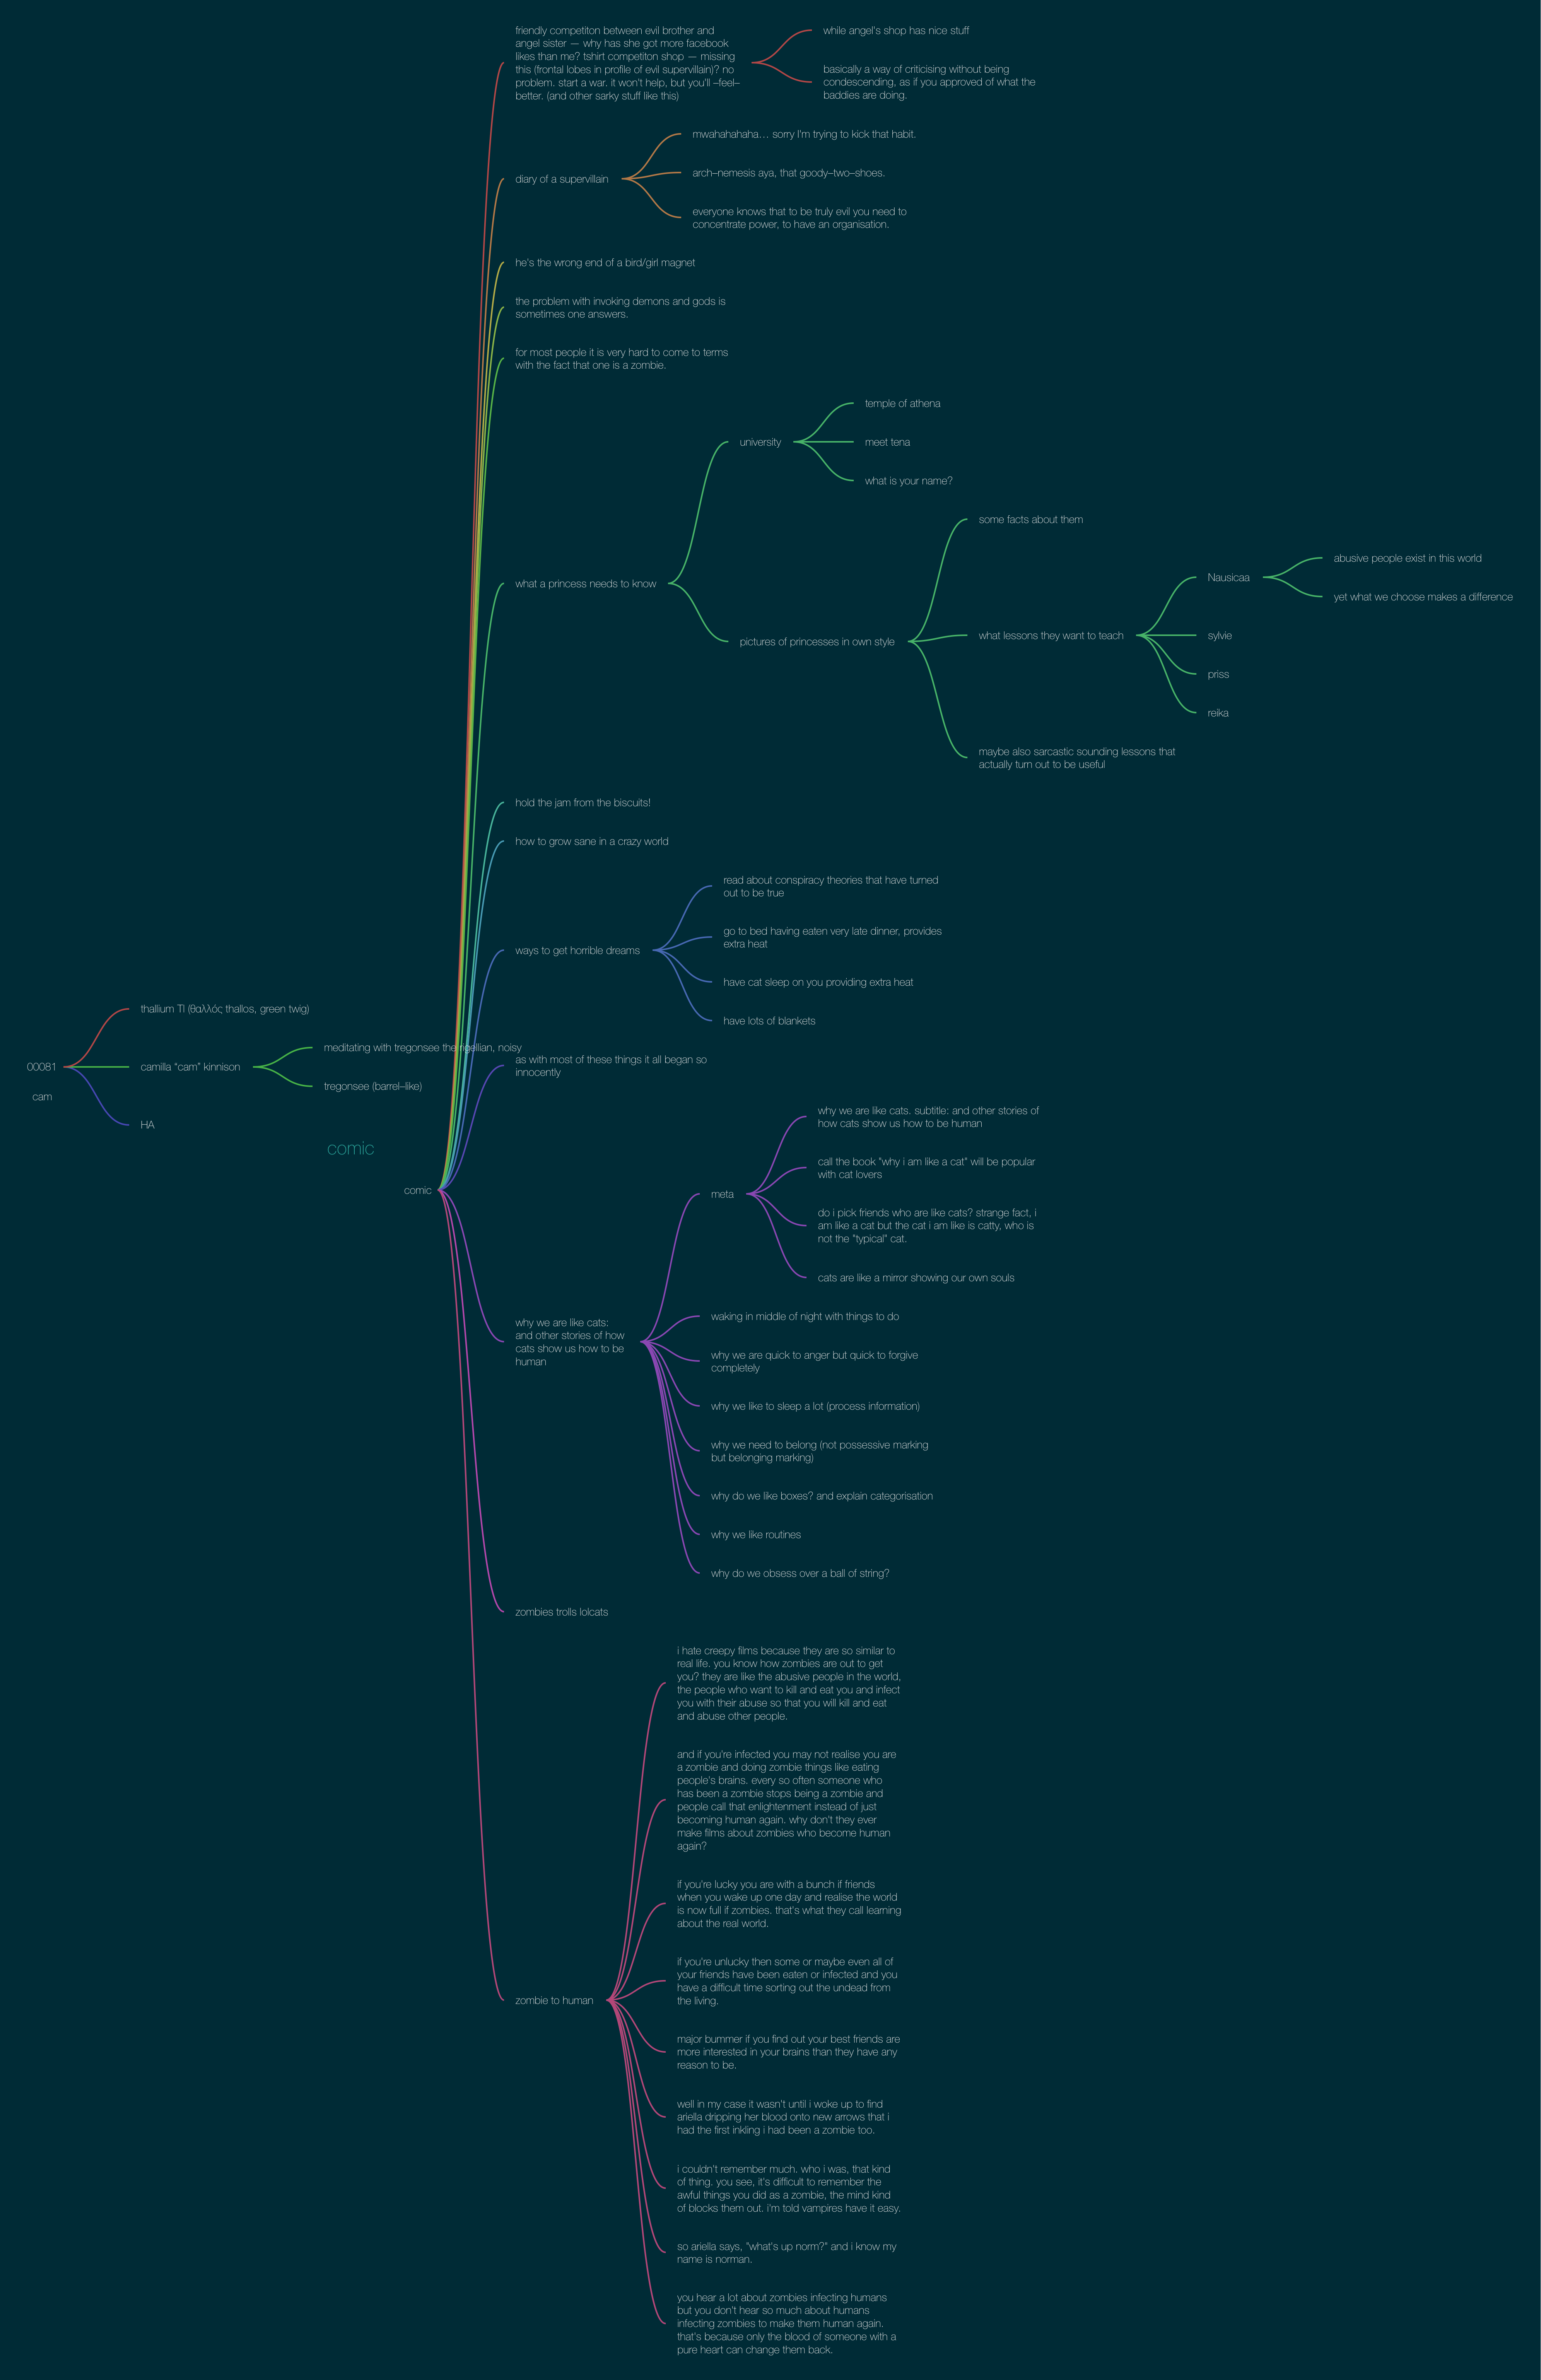 friendly competiton between evil brother and
angel sister — why has she got more facebook
likes than me? tshirt competiton shop — missing
this (frontal lobes in profile of evil supervillain)? no
problem. start a war. it won't help, but you'll –feel–
better. (and other sarky stuff like this)
while angel's shop has nice stuff
basically a way of criticising without being
condescending, as if you approved of what the
baddies are doing.
diary of a supervillain
mwahahahaha… sorry I'm trying to kick that habit.
arch–nemesis aya, that goody–two–shoes.
everyone knows that to be truly evil you need to
concentrate power, to have an organisation.
he's the wrong end of a bird/girl magnet
the problem with invoking demons and gods is
sometimes one answers.
for most people it is very hard to come to terms
with the fact that one is a zombie.
what a princess needs to know
university
temple of athena
meet tena
what is your name?
pictures of princesses in own style
some facts about them
what lessons they want to teach
Nausicaa
abusive people exist in this world
yet what we choose makes a difference
sylvie
priss
reika
maybe also sarcastic sounding lessons that
actually turn out to be useful
hold the jam from the biscuits!
how to grow sane in a crazy world
ways to get horrible dreams
read about conspiracy theories that have turned
out to be true
go to bed having eaten very late dinner, provides
extra heat
have cat sleep on you providing extra heat
have lots of blankets
00081
cam
thallium Tl (θαλλός thallos, green twig)
camilla “cam” kinnison
meditating with tregonsee the rigellian, noisy
tregonsee (barrel–like)
HA
comic
comic
as with most of these things it all began so
innocently
why we are like cats:
and other stories of how
cats show us how to be
human
meta
why we are like cats. subtitle: and other stories of
how cats show us how to be human
call the book "why i am like a cat" will be popular
with cat lovers
do i pick friends who are like cats? strange fact, i
am like a cat but the cat i am like is catty, who is
not the "typical" cat.
cats are like a mirror showing our own souls
waking in middle of night with things to do
why we are quick to anger but quick to forgive
completely
why we like to sleep a lot (process information)
why we need to belong (not possessive marking
but belonging marking)
why do we like boxes? and explain categorisation
why we like routines
why do we obsess over a ball of string?
zombies trolls lolcats
zombie to human
i hate creepy films because they are so similar to
real life. you know how zombies are out to get
you? they are like the abusive people in the world,
the people who want to kill and eat you and infect
you with their abuse so that you will kill and eat
and abuse other people.
and if you're infected you may not realise you are
a zombie and doing zombie things like eating
people's brains. every so often someone who
has been a zombie stops being a zombie and
people call that enlightenment instead of just
becoming human again. why don't they ever
make films about zombies who become human
again?
if you're lucky you are with a bunch if friends
when you wake up one day and realise the world
is now full if zombies. that's what they call learning
about the real world.
if you're unlucky then some or maybe even all of
your friends have been eaten or infected and you
have a difficult time sorting out the undead from
the living.
major bummer if you find out your best friends are
more interested in your brains than they have any
reason to be.
well in my case it wasn't until i woke up to find
ariella dripping her blood onto new arrows that i
had the first inkling i had been a zombie too.
i couldn't remember much. who i was, that kind
of thing. you see, it's difficult to remember the
awful things you did as a zombie, the mind kind
of blocks them out. i'm told vampires have it easy.
so ariella says, "what's up norm?" and i know my
name is norman.
you hear a lot about zombies infecting humans
but you don't hear so much about humans
infecting zombies to make them human again.
that's because only the blood of someone with a
pure heart can change them back.